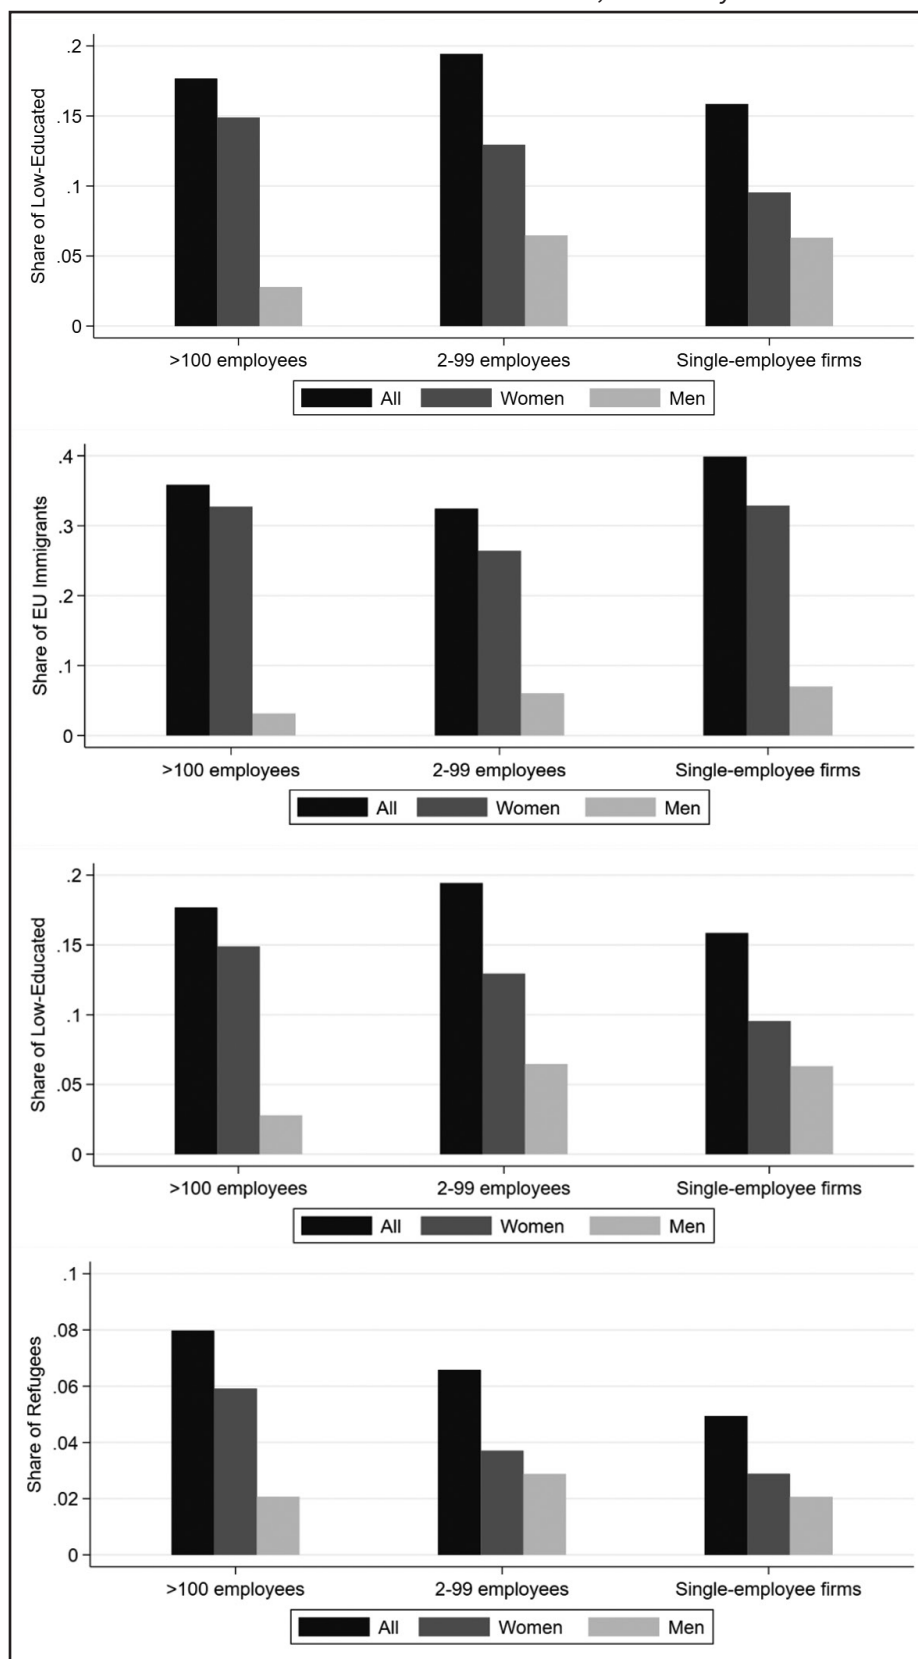 Share of Low-Educated
.2
.15
.1
.05
0
>100 employees 2-99 employees Single-employee firms
All Women Men
Share of EU Immigrants
.4
.3
.2
.1
0
>100 employees 2-99 employees Single-employee firms
All Women Men
Share of Low-Educated
.2
.15
.1
.05
0
>100 employees 2-99 employees Single-employee firms
All Women Men
Share of Refugees
.1
.08
.06
.04
.02
0
>100 employees 2-99 employees Single-employee firms
All Women Men